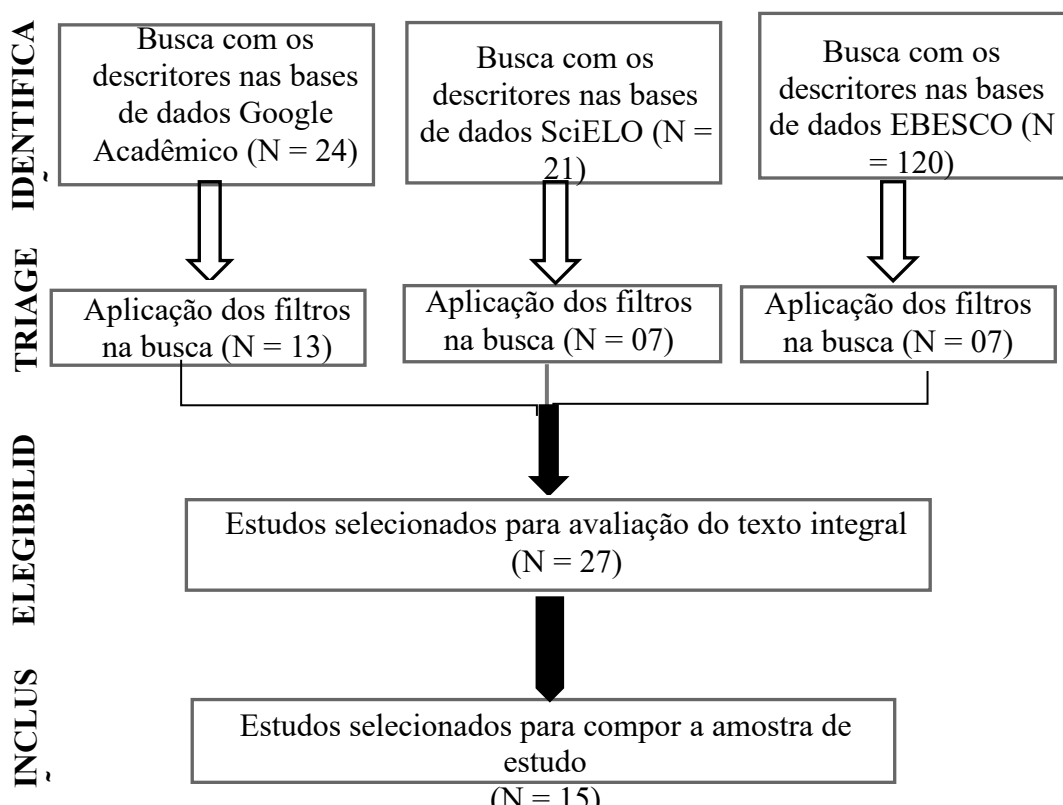 IDENTIFICA
Busca com os
descritores nas bases
de dados Google
Acadêmico (N = 24)
Busca com os
descritores nas bases
de dados SciELO (N =
21)
Busca com os
descritores nas bases
de dados EBESCO (N
= 120)
TRIAGE
Aplicação dos filtros
na busca (N = 13)
Aplicação dos filtros
na busca (N = 07)
Aplicação dos filtros
na busca (N = 07)
ELEGIBILID
Estudos selecionados para avaliação do texto integral
(N = 27)
INCLUS
Estudos selecionados para compor a amostra de
estudo
(N = 15)